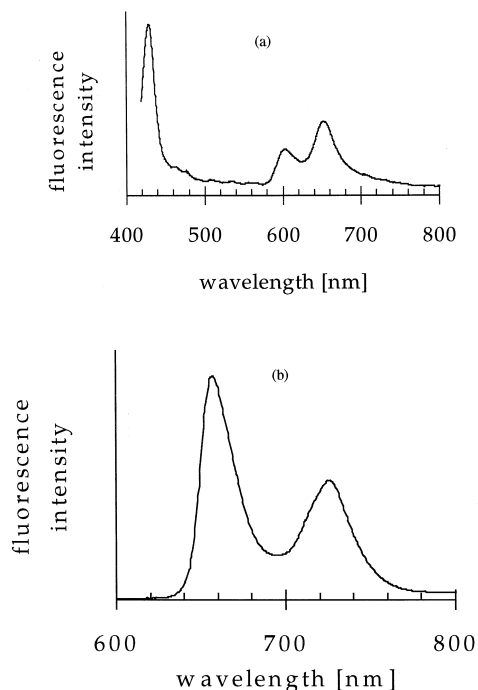 (a)
fluorescence
intensity
400 500 600 700 800
wavelength [nm]
(b)
fluorescence
intensity
600 700 800
wavelength [nm]